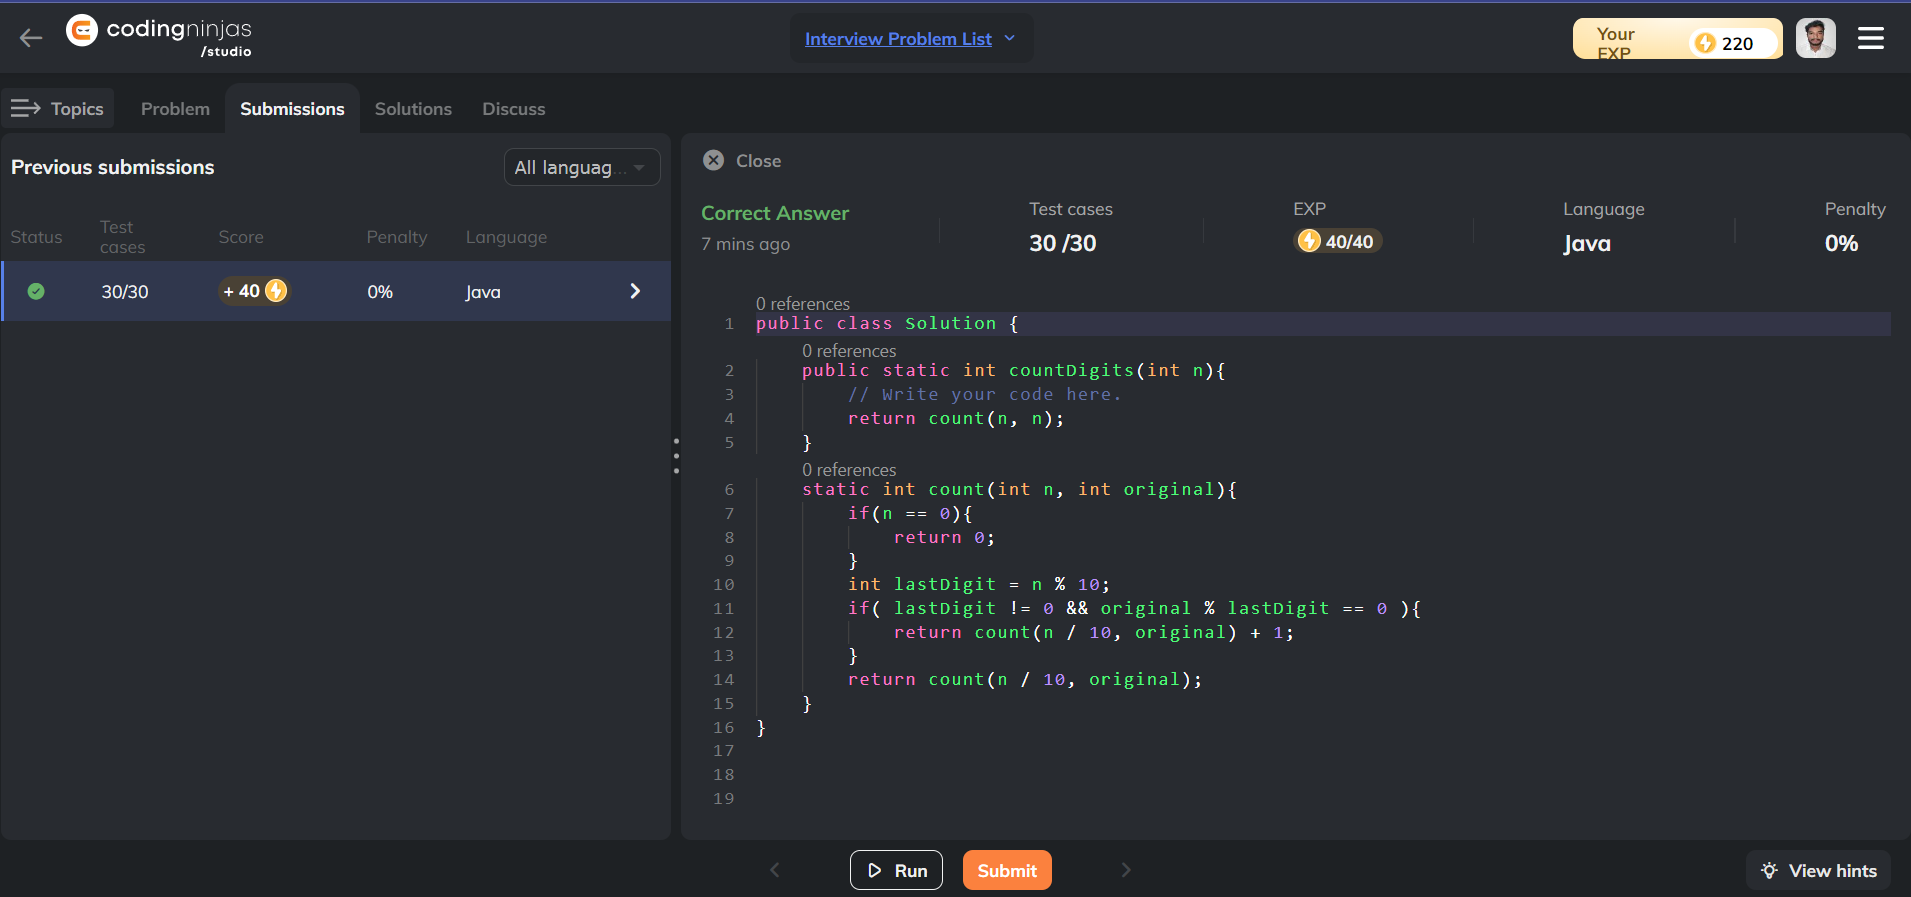 codingninjas
/studio
Interview Problem List
Your
EXP
220
Topics
Problem
Submissions
Solutions
Discuss
Previous submissions
All languag...
Status
Test
cases
Score
Penalty
Language
30/30
+ 40
0%
Java
Close
Correct Answer
7 mins ago
Test cases
30 /30
EXP
40/40
Language
Java
Penalty
0%
0 references
1 public class Solution {
0 references
2     public static int countDigits(int n){
3         // Write your code here.
4         return count(n, n);
5     }
0 references
6     static int count(int n, int original){
7         if(n == 0){
8             return 0;
9         }
10         int lastDigit = n % 10;
11         if( lastDigit != 0 && original % lastDigit == 0 ){
12             return count(n / 10, original) + 1;
13         }
14         return count(n / 10, original);
15     }
16 }
17
18
19
Run
Submit
View hints